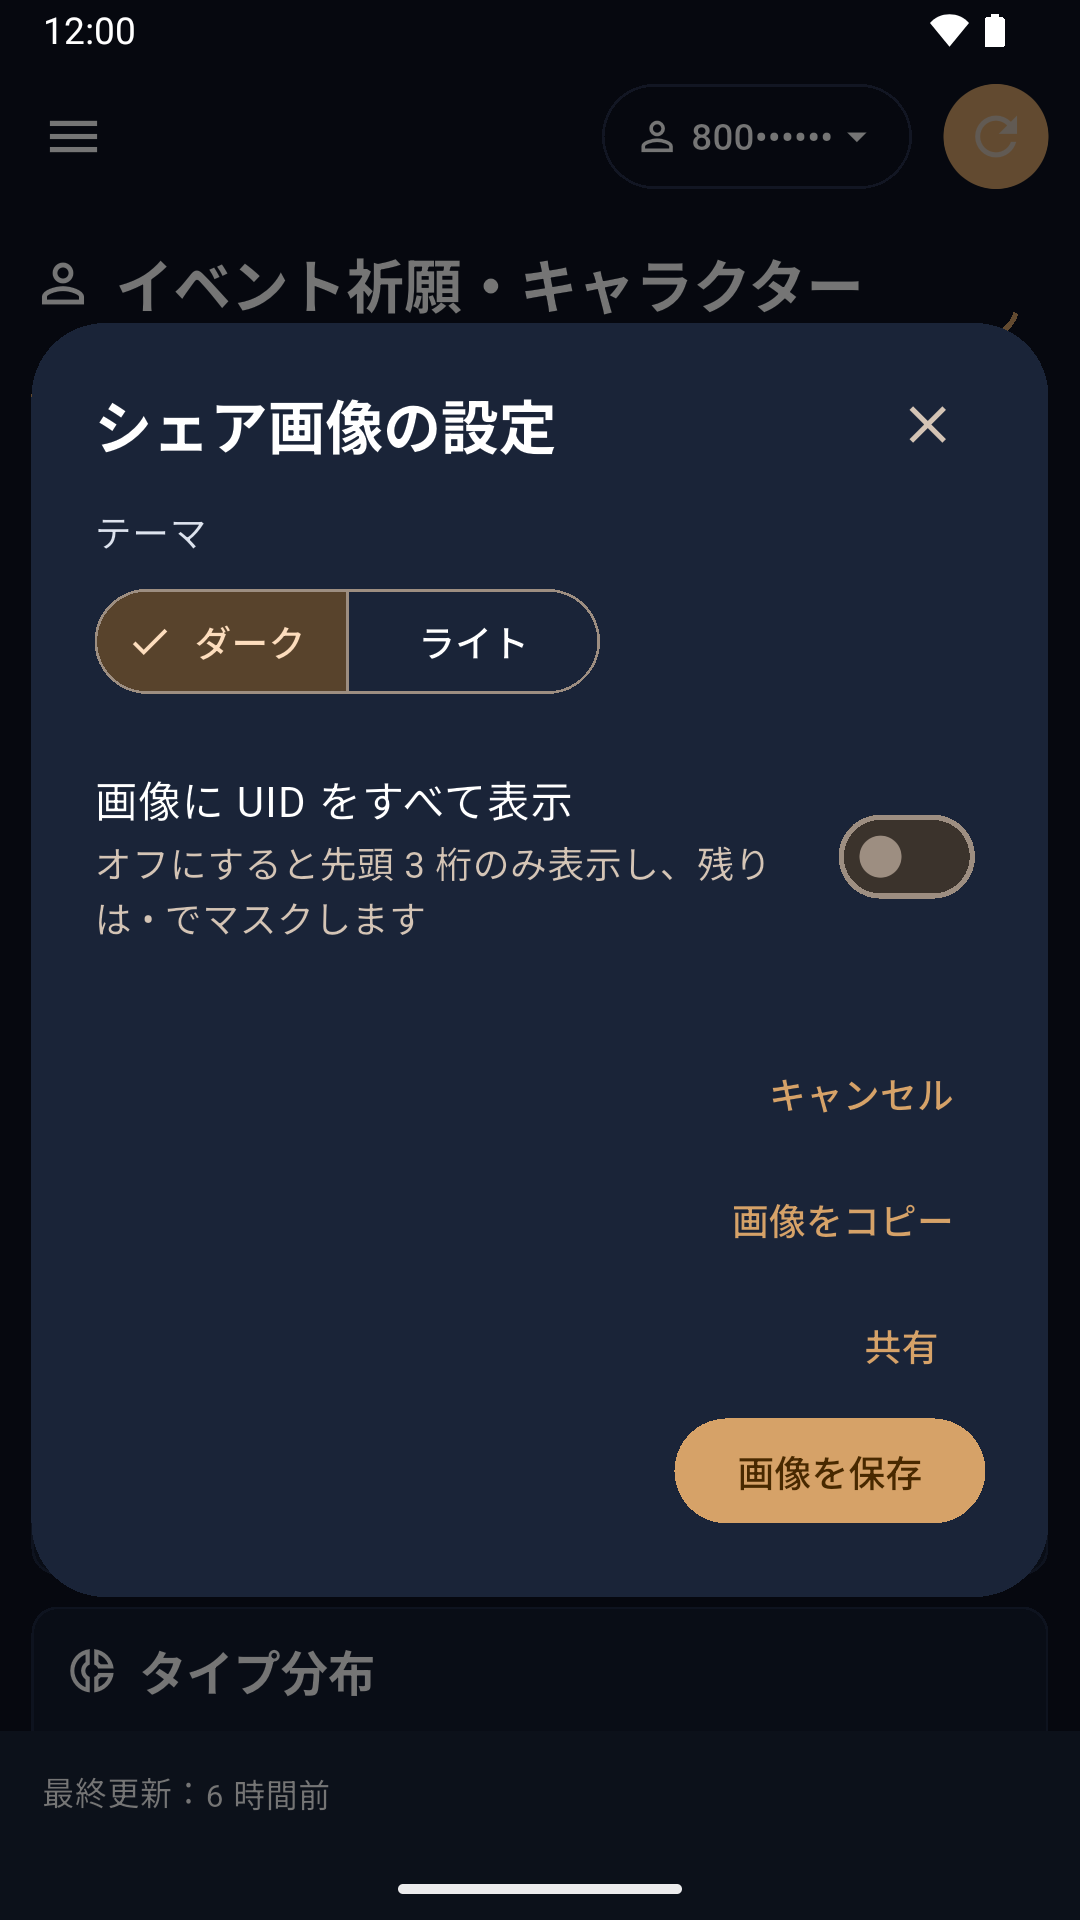 12:00
800••••••
イベント祈願・キャラクター
シェア画像の設定
テーマ
ダーク
ライト
画像に UID をすべて表示
オフにすると先頭 3 桁のみ表示し、残り
は • でマスクします
キャンセル
画像をコピー
共有
画像を保存
タイプ分布
最終更新：6 時間前